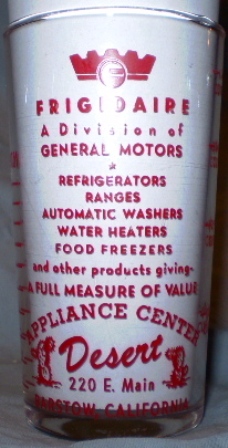 F
FRIGIDAIRE
A Division of
GENERAL MOTORS
REFRIGERATORS
RANGES
AUTOMATIC WASHERS
WATER HEATERS
FOOD FREEZERS
and other products giving-
A FULL MEASURE OF VALUE
APPLIANCE CENTER
Desert
220 E. Main
BARSTOW, CALIFORNIA